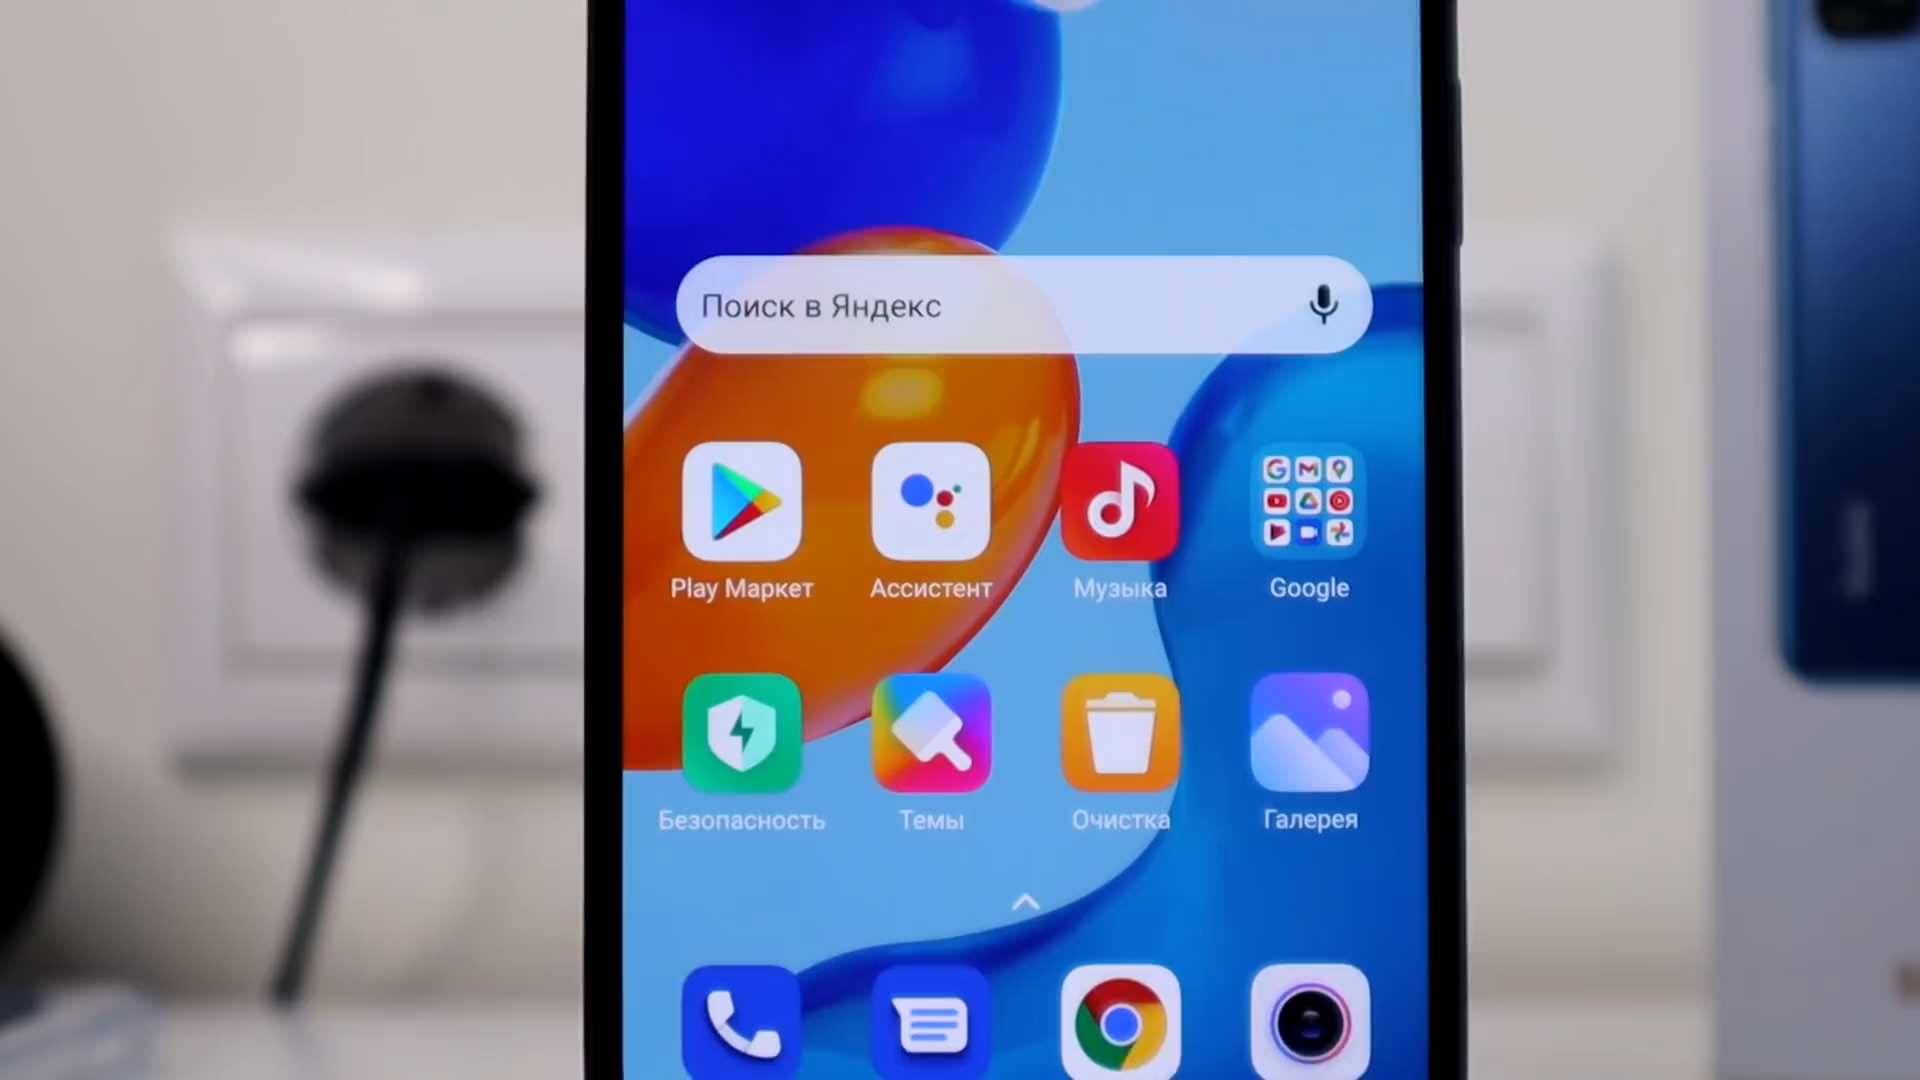 Поиск в Яндекс
Play Маркет
Ассистент
Музыка
Google
Безопасность
Темы
Очистка
Галерея